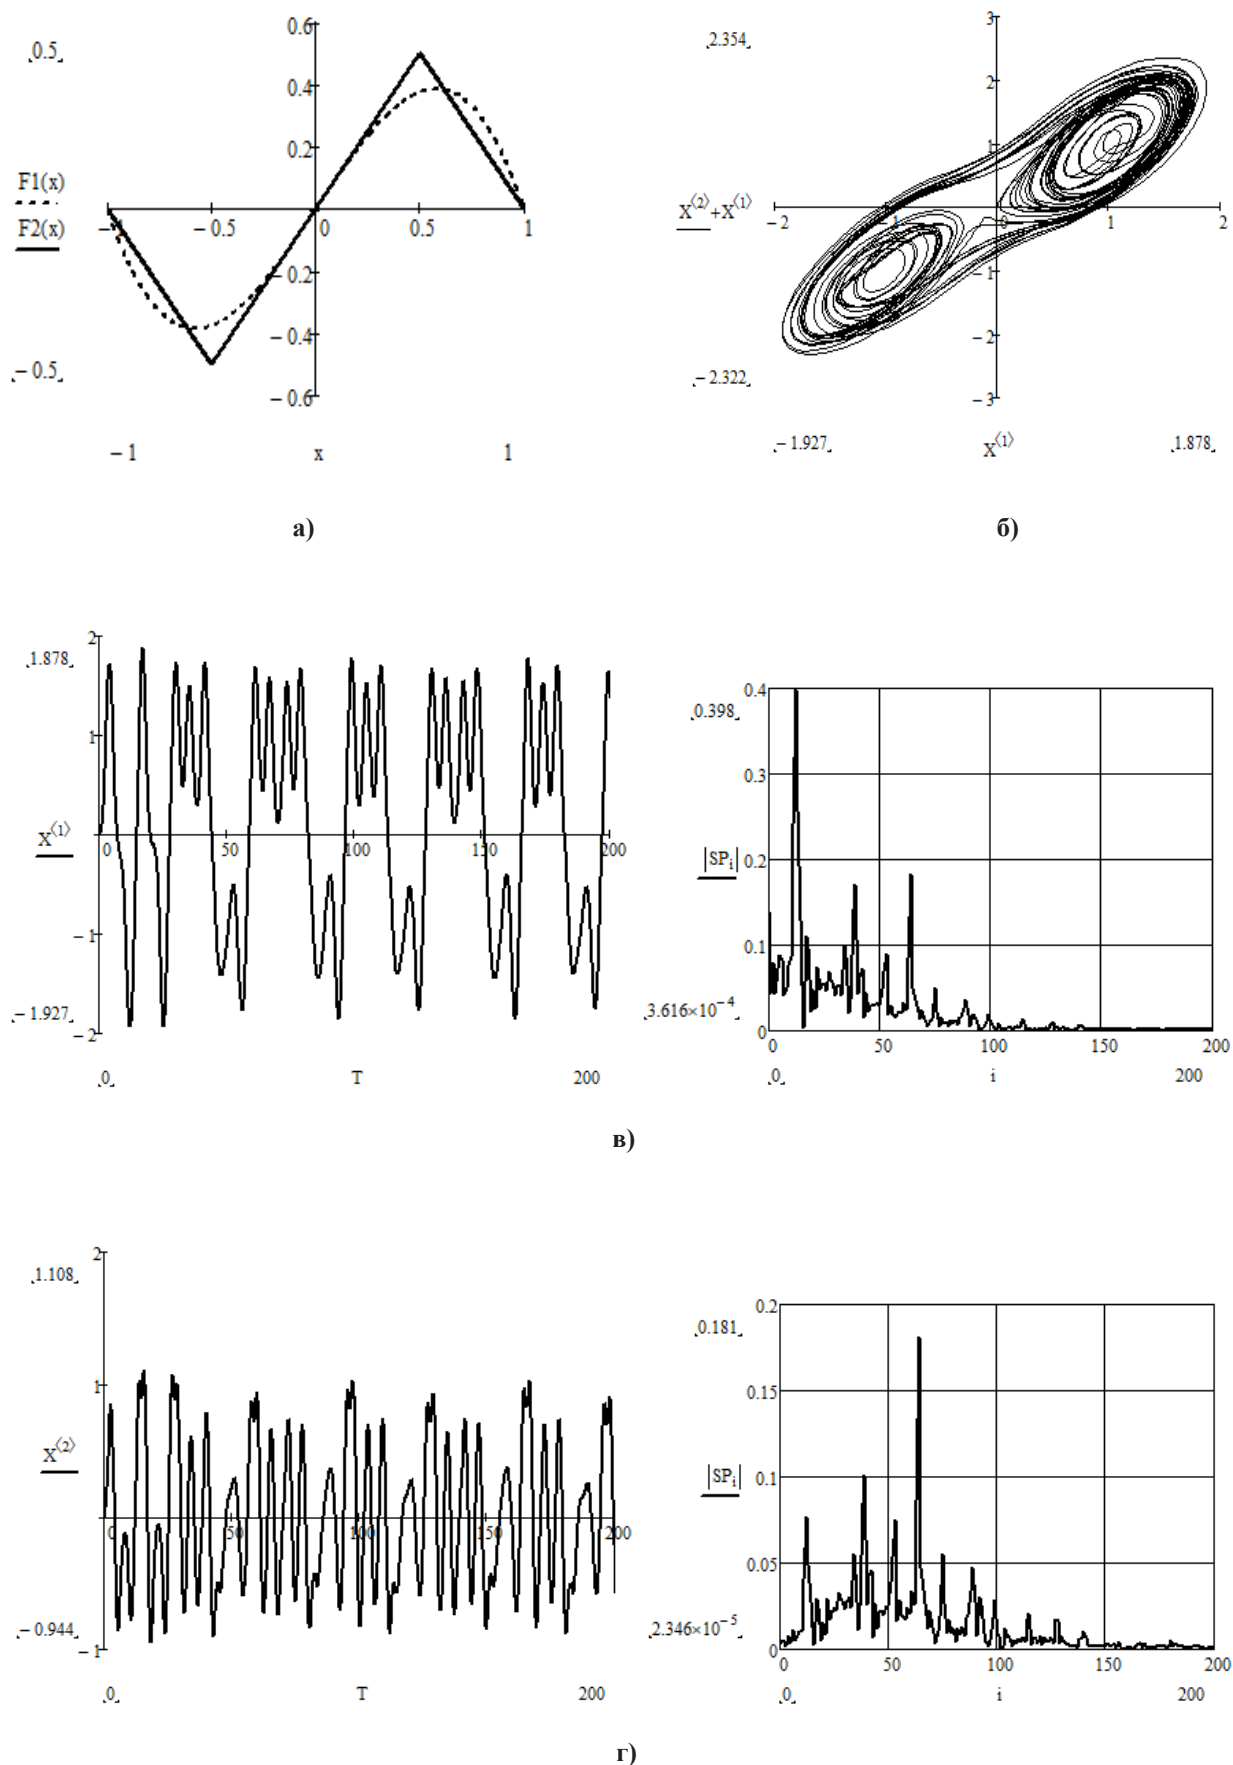 0.6
0.5
0.4
0.2
F1(x)
F2(x)
−1 −0.5 0 0.5 1
−0.2
−0.4
−0.5
−0.6
−1 x 1
а)
3
2.354
2
1
X⟨2⟩+X⟨1⟩
−2 −1 0 1 2
−1
−2
−2.322
−3
−1.927 X⟨1⟩ 1.878
б)
2
1.878
1
X⟨1⟩
0 50 100 150 200
−1
−1.927
−2
0 T 200
0.4
0.398
0.3
|SPi| 0.2
0.1
3.616×10−4
0
0 50 100 150 200
0 i 200
в)
2
1.108
1
X⟨2⟩
0 50 100 150 200
−0.944
−1
0 T 200
0.2
0.181
0.15
|SPi| 0.1
0.05
2.346×10−5
0
0 50 100 150 200
0 i 200
г)